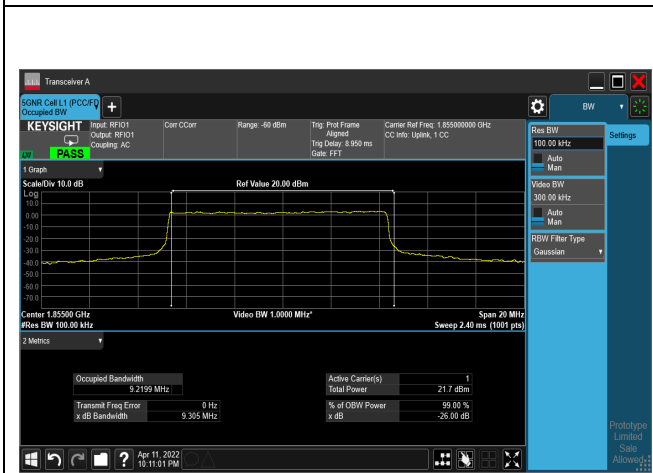 Transceiver A
5GNR Cell L1 (PCC/FD
Occupied BW
KEYSIGHT
LXI
PASS
Input: RFIO1
Output: RFIO1
Coupling: AC
Corr CCorr
Range: -60 dBm
Trig: Prot Frame
Aligned
Trig Delay: 8.950 ms
Gate: FFT
Carrier Ref Freq: 1.855000000 GHz
CC Info: Uplink, 1 CC
1 Graph
Scale/Div 10.0 dB
Ref Value 20.00 dBm
Log
10.0
0.00
-10.0
-20.0
-30.0
-40.0
-50.0
-60.0
-70.0
Center 1.85500 GHz
Video BW 1.0000 MHz*
Span 20 MHz
#Res BW 100.00 kHz
Sweep 2.40 ms (1001 pts)
2 Metrics
Occupied Bandwidth
9.2199 MHz
Transmit Freq Error
0 Hz
x dB Bandwidth
9.305 MHz
Active Carrier(s)
1
Total Power
21.7 dBm
% of OBW Power
99.00 %
x dB
-26.00 dB
Apr 11, 2022
10:11:01 PM
BW
Res BW
100.00 kHz
Auto
Man
Video BW
300.00 kHz
Auto
Man
RBW Filter Type
Gaussian
Settings
Prototype
Limited
Sale
Allowed